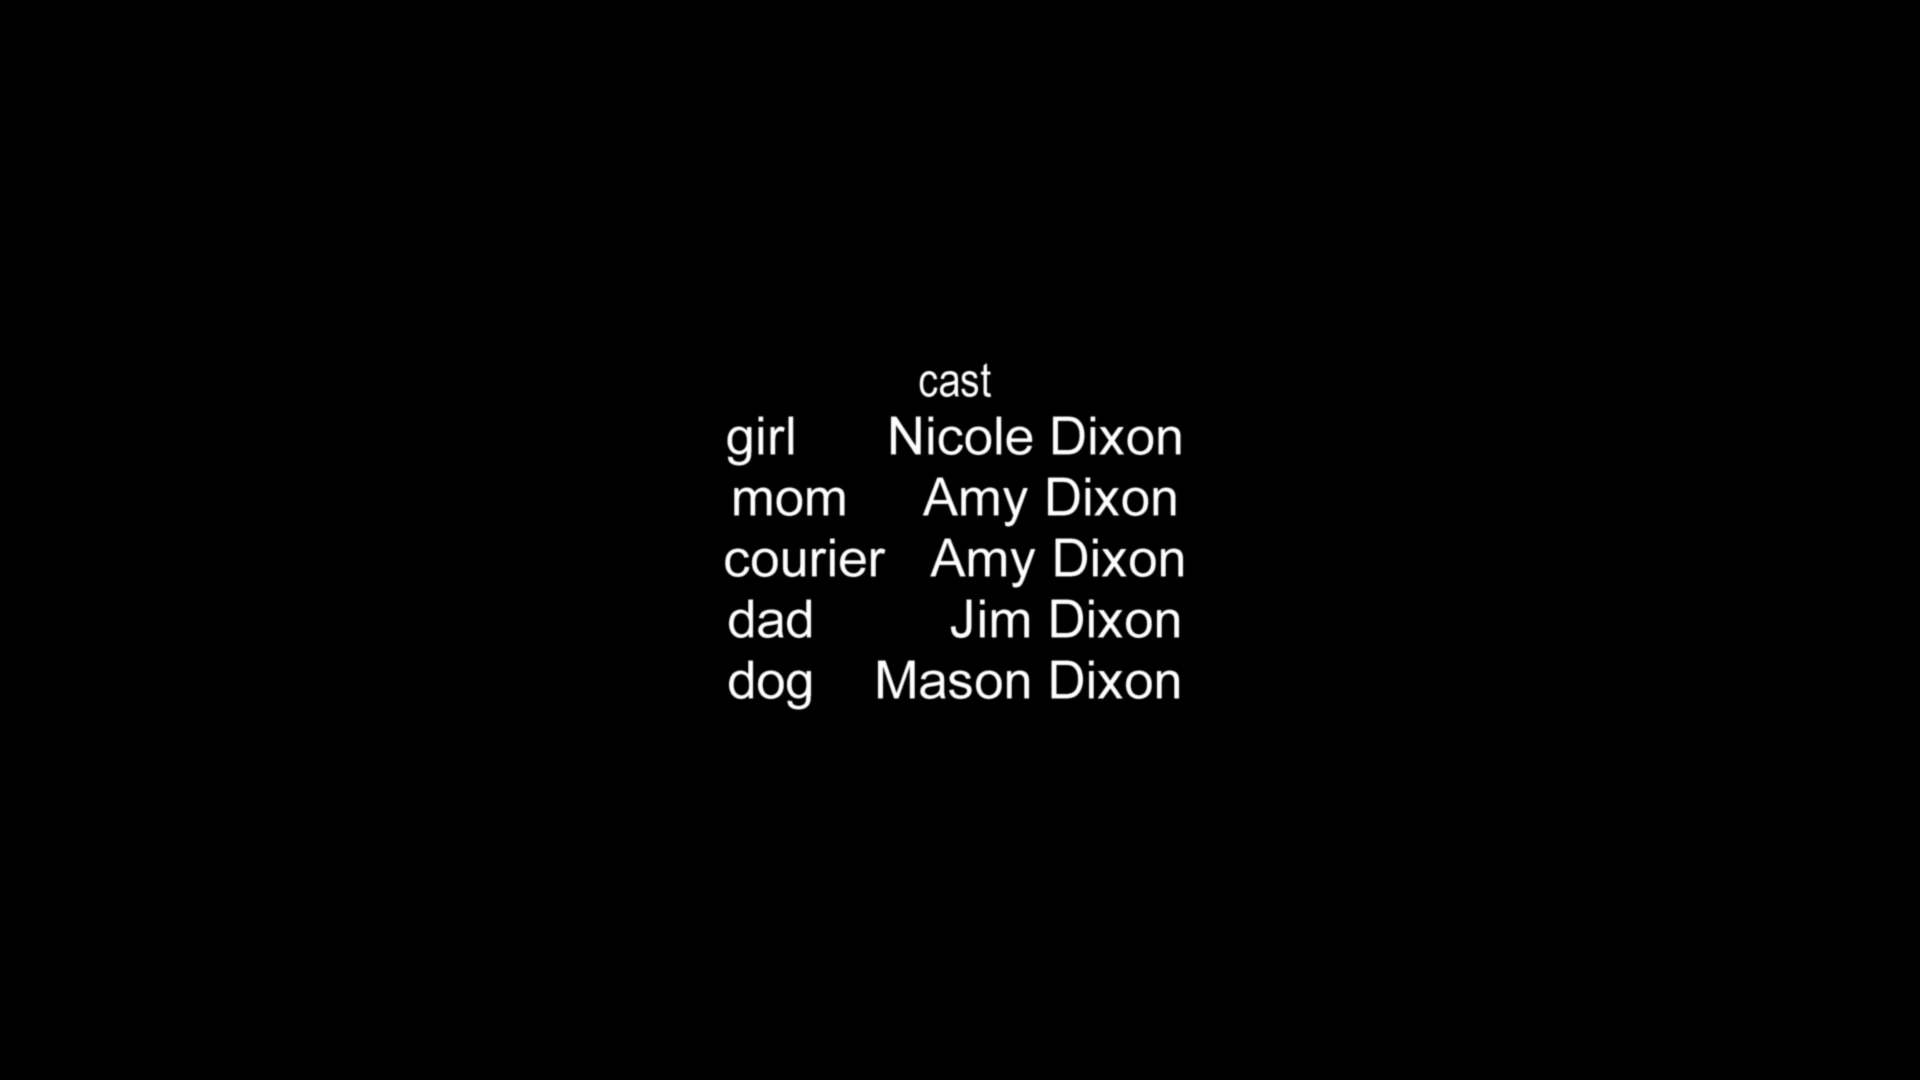 cast
girl Nicole Dixon
mom Amy Dixon
courier Amy Dixon
dad Jim Dixon
dog Mason Dixon